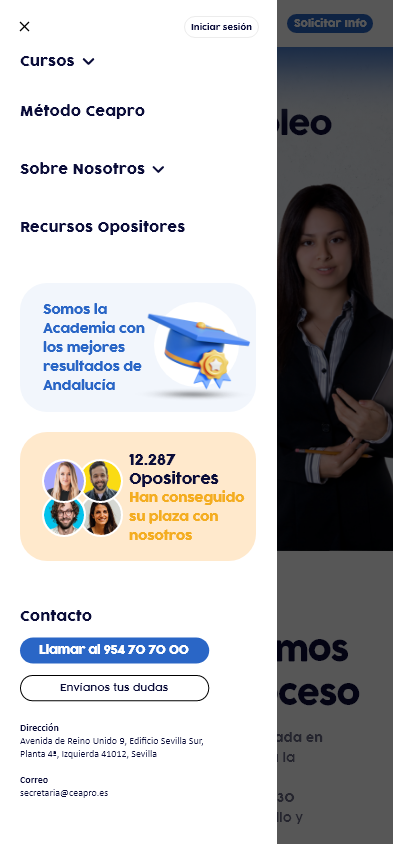 Iniciar sesión
Solicitar info
Cursos
Método Ceapro
Sobre Nosotros
Recursos Opositores
Somos la
Academia con
los mejores
resultados de
Andalucía
12.287
Opositores
Han conseguido
su plaza con
nosotros
Contacto
Llamar al 954 70 70 00
Envíanos tus dudas
Dirección
Avenida de Reino Unido 9, Edificio Sevilla Sur,
Planta 4ª, Izquierda 41012, Sevilla
Correo
secretaria@ceapro.es
leo
mos
ceso
ada en
la
30
llo y